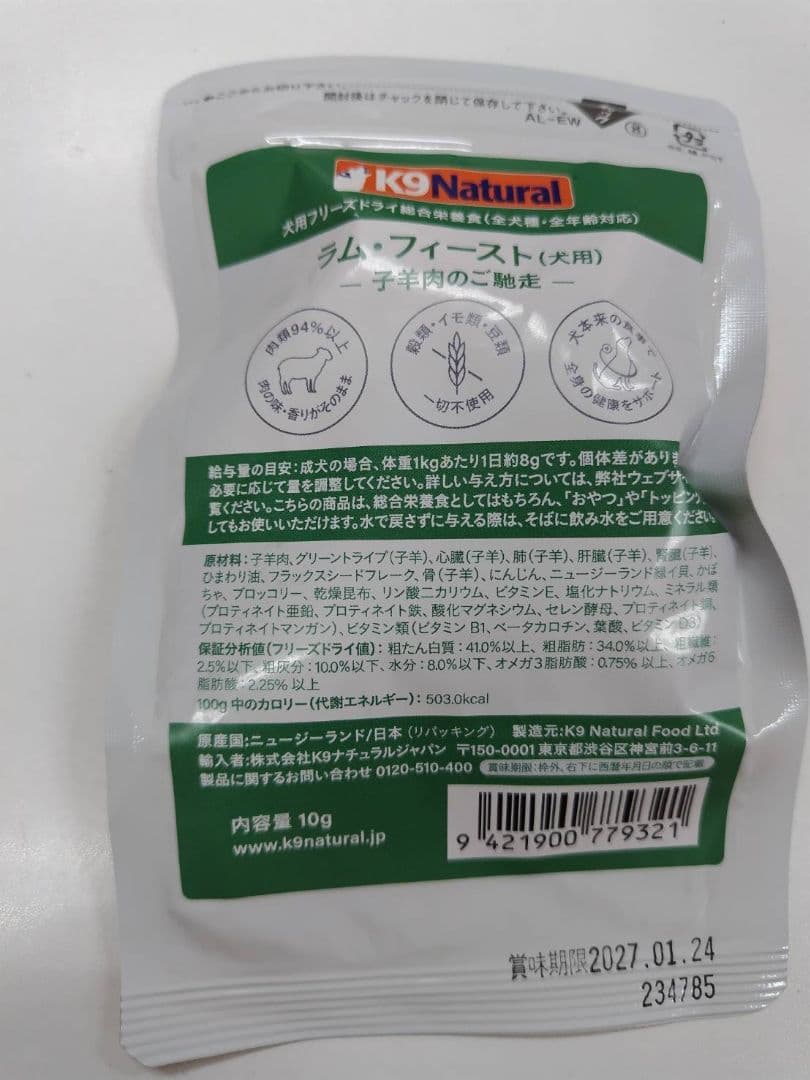 開封後はチャックを閉じて保存して下さい。
AL-EW
K9Natural
犬用フリーズドライ総合栄養食(全犬種・全年齢対応)
ラム・フィースト(犬用)
― 子羊肉のご馳走 ―
肉類94%以上
肉の味・香りがそのまま
穀類・イモ類・豆類
一切不使用
犬本来の食事で
全身の健康をサポート
給与量の目安:成犬の場合、体重1kgあたり1日約8gです。個体差がありま
必要に応じて量を調整してください。詳しい与え方については、弊社ウェブサ
覧ください。こちらの商品は、総合栄養食としてはもちろん、「おやつ」や「トッピング
してもお使いいただけます。水で戻さずに与える際は、そばに飲み水をご用意ください。
原材料:子羊肉、グリーントライプ(子羊)、心臓(子羊)、肺(子羊)、肝臓(子羊)、腎臓(子羊)、
ひまわり油、フラックスシードフレーク、骨(子羊)、にんじん、ニュージーランド緑イ貝、かぼ
ちゃ、ブロッコリー、乾燥昆布、リン酸二カリウム、ビタミンE、塩化ナトリウム、ミネラル類
(プロティネイト亜鉛、プロティネイト鉄、酸化マグネシウム、セレン酵母、プロティネイト銅、
プロティネイトマンガン)、ビタミン類(ビタミン B1、ベータカロチン、葉酸、ビタミン D3)
保証分析値(フリーズドライ値):粗たん白質:41.0%以上、粗脂肪:34.0%以上、粗繊維:
2.5%以下、粗灰分:10.0%以下、水分:8.0%以下、オメガ3脂肪酸:0.75% 以上、オメガ6
脂肪酸:2.25% 以上
100g 中のカロリー(代謝エネルギー):503.0kcal
原産国:ニュージーランド/日本 (リパッキング) 製造元:K9 Natural Food Ltd
輸入者:株式会社K9ナチュラルジャパン 〒150-0001 東京都渋谷区神宮前3-6-11
製品に関するお問い合わせ 0120-510-400 賞味期限:枠外、右下に西暦年月日の順で記載
内容量 10g
www.k9natural.jp
9 421900 779321
賞味期限2027.01.24
234785